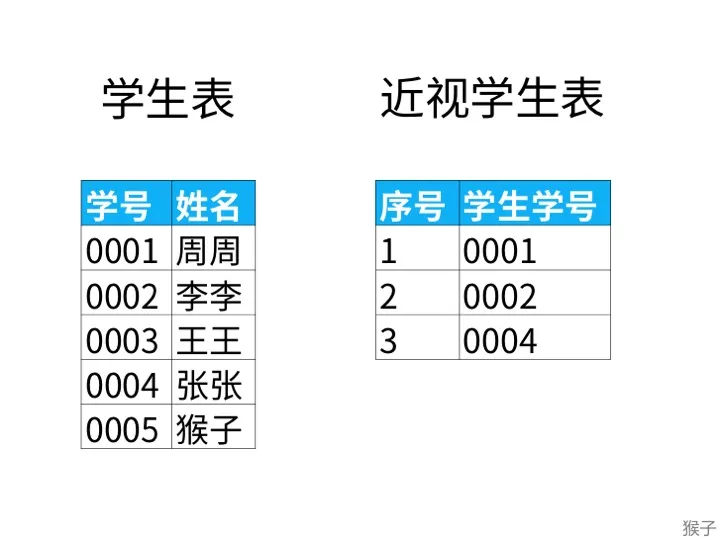 学生表 近视学生表
学号 姓名 序号 学生学号
0001 周周 1 0001
0002 李李 2 0002
0003 王王 3 0004
0004 张张
0005 猴子
猴子